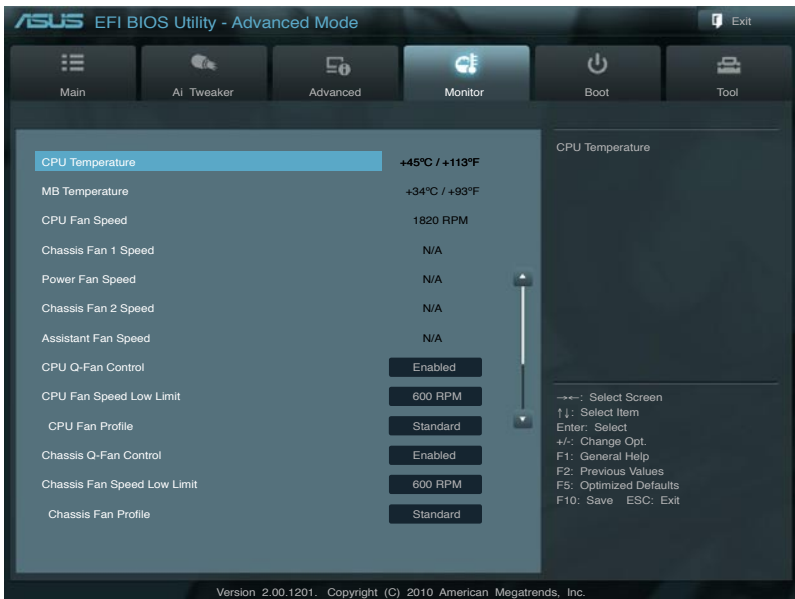 ASUS EFI BIOS Utility - Advanced Mode
Exit
Main
Ai Tweaker
Advanced
Monitor
Boot
Tool
CPU Temperature +45ºC / +113ºF
MB Temperature +34ºC / +93ºF
CPU Fan Speed 1820 RPM
Chassis Fan 1 Speed N/A
Power Fan Speed N/A
Chassis Fan 2 Speed N/A
Assistant Fan Speed N/A
CPU Q-Fan Control Enabled
CPU Fan Speed Low Limit 600 RPM
CPU Fan Profile Standard
Chassis Q-Fan Control Enabled
Chassis Fan Speed Low Limit 600 RPM
Chassis Fan Profile Standard
CPU Temperature
→←: Select Screen
↑↓: Select Item
Enter: Select
+/-: Change Opt.
F1: General Help
F2: Previous Values
F5: Optimized Defaults
F10: Save ESC: Exit
Version 2.00.1201. Copyright (C) 2010 American Megatrends, Inc.